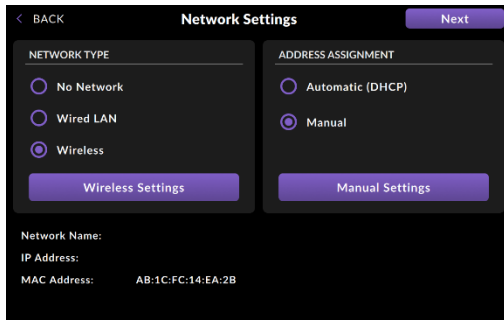 < BACK Network Settings Next
NETWORK TYPE
No Network
Wired LAN
Wireless
Wireless Settings
ADDRESS ASSIGNMENT
Automatic (DHCP)
Manual
Manual Settings
Network Name:
IP Address:
MAC Address: AB:1C:FC:14:EA:2B